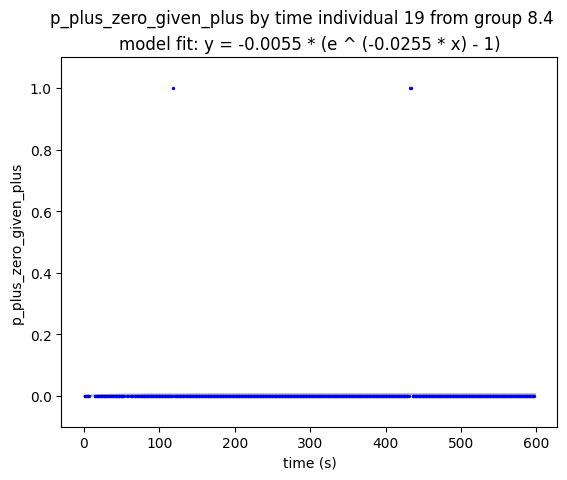 p_plus_zero_given_plus by time individual 19 from group 8.4
model fit: y = -0.0055 * (e ^ (-0.0255 * x) - 1)
1.0
0.8
0.6
0.4
0.2
0.0
p_plus_zero_given_plus
0 100 200 300 400 500 600
time (s)